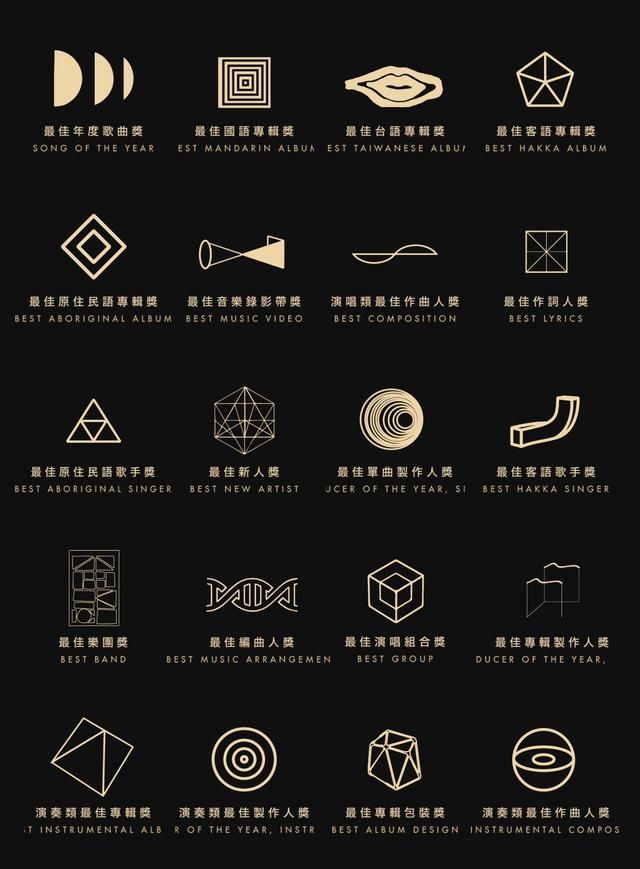 最佳年度歌曲獎
SONG OF THE YEAR
最佳國語專輯獎
EST MANDARIN ALBUM
最佳台語專輯獎
EST TAIWANESE ALBU
最佳客語專輯獎
BEST HAKKA ALBUM
最佳原住民語專輯獎
BEST ABORIGINAL ALBUM
最佳音樂錄影帶獎
BEST MUSIC VIDEO
演唱類最佳作曲人獎
BEST COMPOSITION
最佳作詞人獎
BEST LYRICS
最佳原住民語歌手獎
BEST ABORIGINAL SINGER
最佳新人獎
BEST NEW ARTIST
最佳單曲製作人獎
UCER OF THE YEAR, SI
最佳客語歌手獎
BEST HAKKA SINGER
最佳樂團獎
BEST BAND
最佳編曲人獎
BEST MUSIC ARRANGEMEN
最佳演唱組合獎
BEST GROUP
最佳專輯製作人獎
DUCER OF THE YEAR,
演奏類最佳專輯獎
ST INSTRUMENTAL ALB
演奏類最佳製作人獎
R OF THE YEAR, INSTR
最佳專輯包裝獎
BEST ALBUM DESIGN
演奏類最佳作曲人獎
INSTRUMENTAL COMPOS